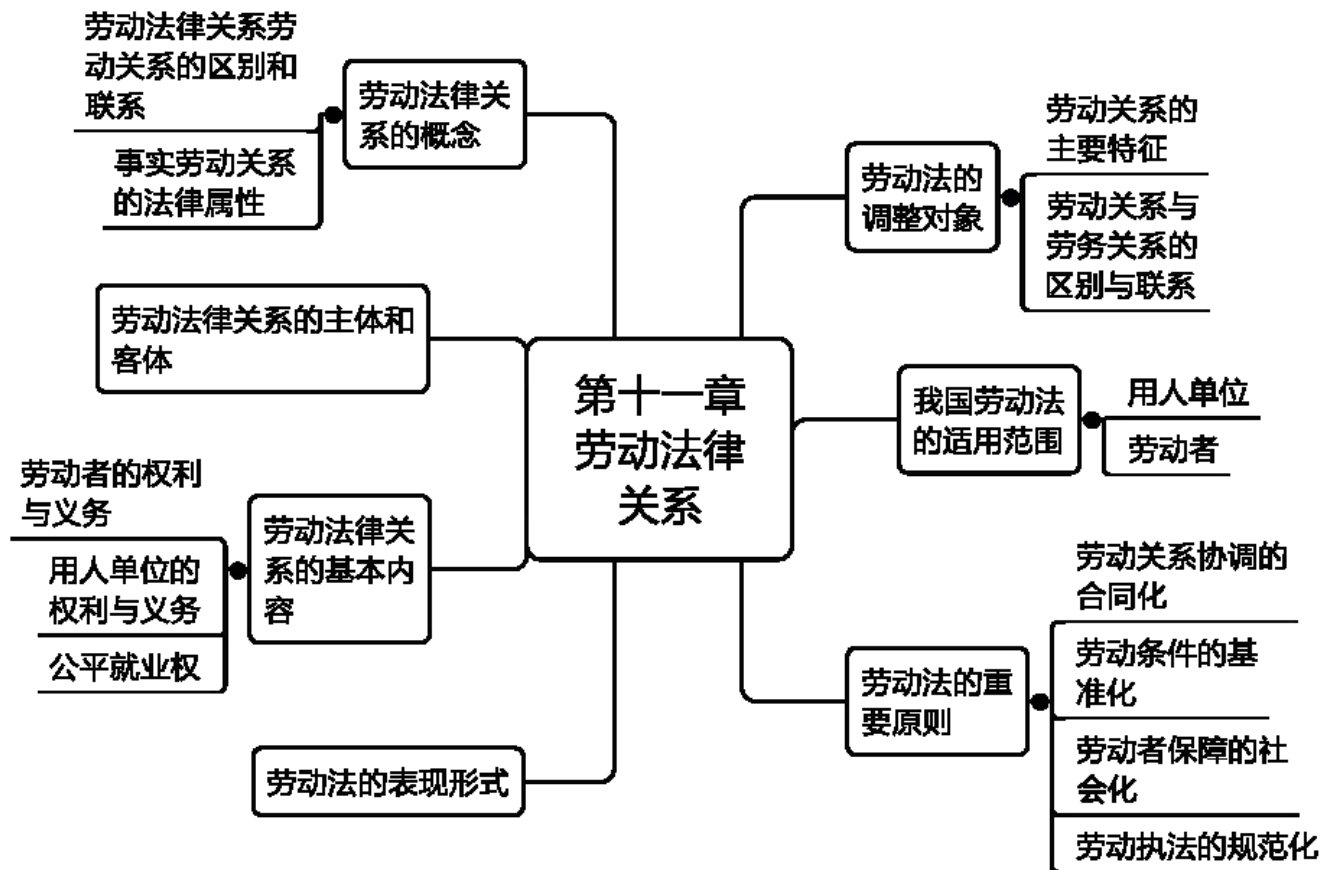 第十一章
劳动法律
关系
劳动法律关
系的概念
劳动法律关系劳
动关系的区别和
联系
事实劳动关系
的法律属性
劳动法律关系的主体和
客体
劳动法律关
系的基本内
容
劳动者的权利
与义务
用人单位的
权利与义务
公平就业权
劳动法的表现形式
劳动法的
调整对象
劳动关系的
主要特征
劳动关系与
劳务关系的
区别与联系
我国劳动法
的适用范围
用人单位
劳动者
劳动法的重
要原则
劳动关系协调的
合同化
劳动条件的基
准化
劳动者保障的社
会化
劳动执法的规范化